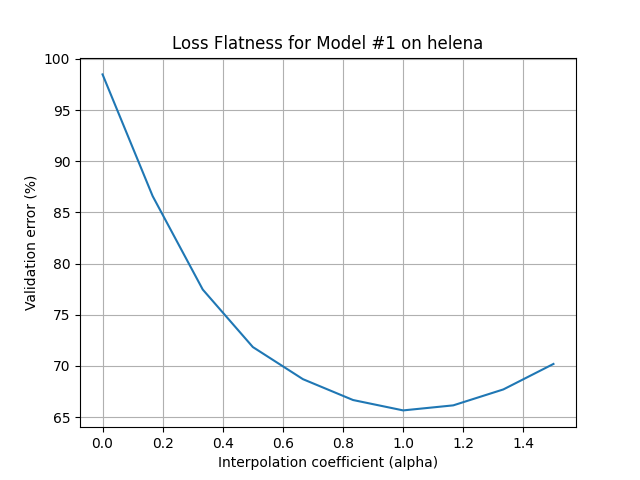 Loss Flatness for Model #1 on helena
100
95
90
85
80
75
70
65
Validation error (%)
0.0 0.2 0.4 0.6 0.8 1.0 1.2 1.4
Interpolation coefficient (alpha)